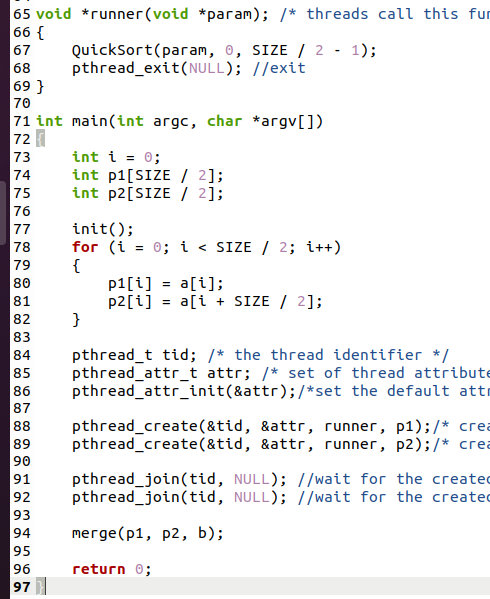 65 void *runner(void *param); /* threads call this fun
66 {
67     QuickSort(param, 0, SIZE / 2 - 1);
68     pthread_exit(NULL); //exit
69 }
70
71 int main(int argc, char *argv[])
72 {
73     int i = 0;
74     int p1[SIZE / 2];
75     int p2[SIZE / 2];
76
77     init();
78     for (i = 0; i < SIZE / 2; i++)
79     {
80         p1[i] = a[i];
81         p2[i] = a[i + SIZE / 2];
82     }
83
84     pthread_t tid; /* the thread identifier */
85     pthread_attr_t attr; /* set of thread attribute
86     pthread_attr_init(&attr);/*set the default attr
87
88     pthread_create(&tid, &attr, runner, p1);/* crea
89     pthread_create(&tid, &attr, runner, p2);/* crea
90
91     pthread_join(tid, NULL); //wait for the created
92     pthread_join(tid, NULL); //wait for the created
93
94     merge(p1, p2, b);
95
96     return 0;
97 }